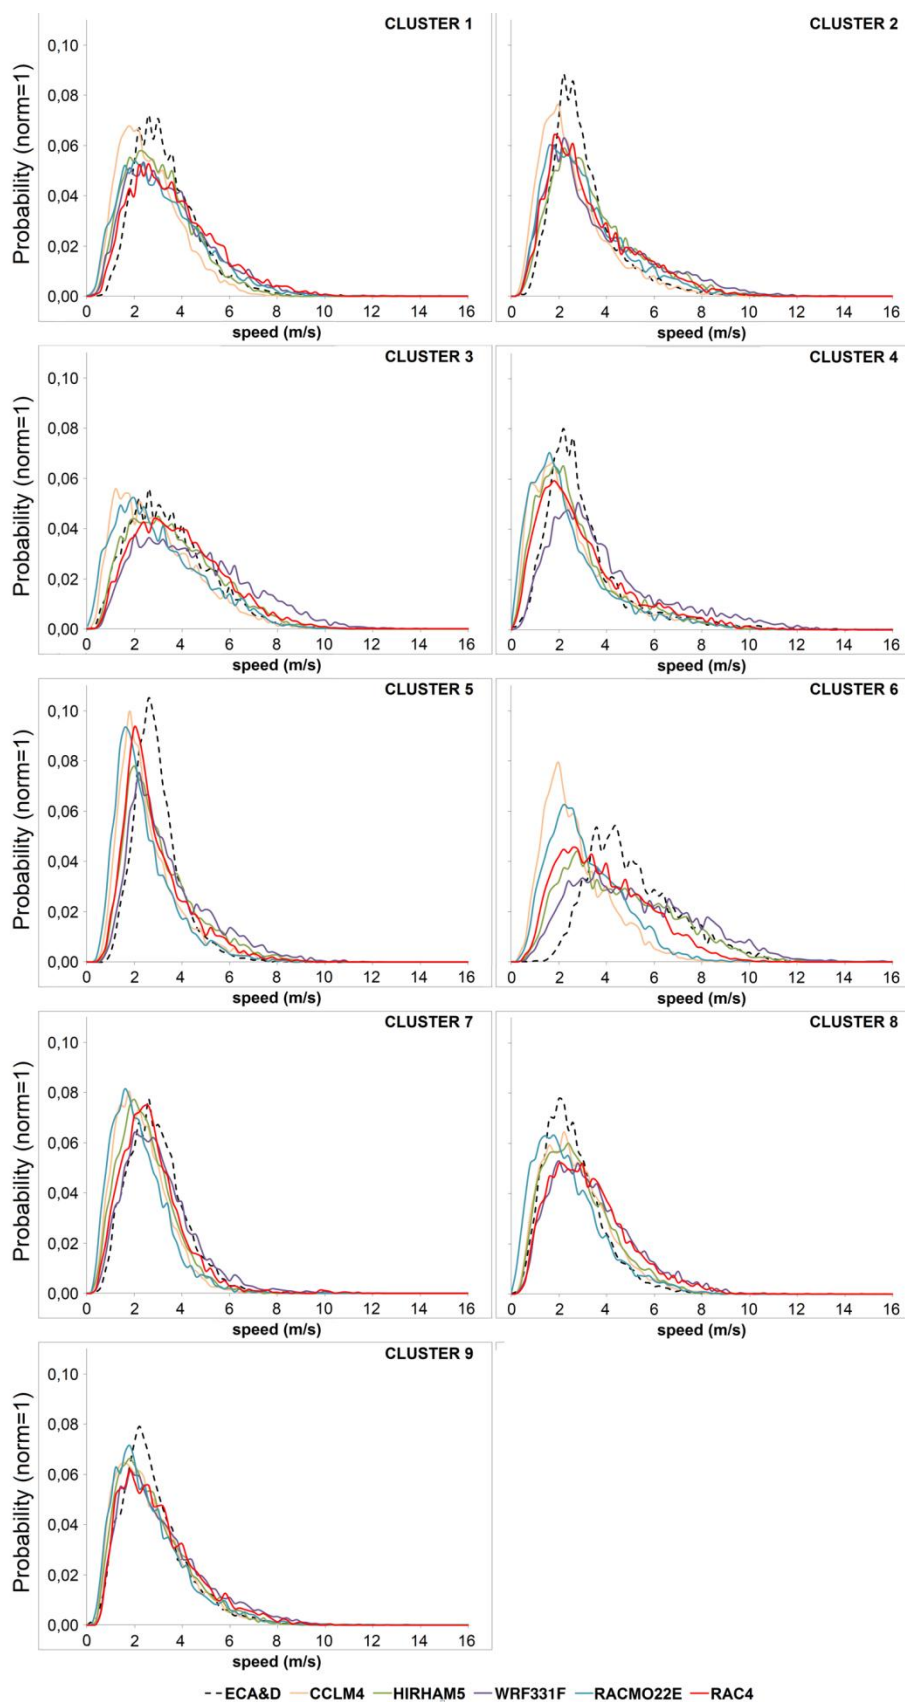 CLUSTER 1
Probability (norm=1)
0,10
0,08
0,06
0,04
0,02
0,00
0 2 4 6 8 10 12 14 16
speed (m/s)
CLUSTER 2
0 2 4 6 8 10 12 14 16
speed (m/s)
CLUSTER 3
Probability (norm=1)
0,10
0,08
0,06
0,04
0,02
0,00
0 2 4 6 8 10 12 14 16
speed (m/s)
CLUSTER 4
0 2 4 6 8 10 12 14 16
speed (m/s)
CLUSTER 5
Probability (norm=1)
0,10
0,08
0,06
0,04
0,02
0,00
0 2 4 6 8 10 12 14 16
speed (m/s)
CLUSTER 6
0 2 4 6 8 10 12 14 16
speed (m/s)
CLUSTER 7
Probability (norm=1)
0,10
0,08
0,06
0,04
0,02
0,00
0 2 4 6 8 10 12 14 16
speed (m/s)
CLUSTER 8
0 2 4 6 8 10 12 14 16
speed (m/s)
CLUSTER 9
Probability (norm=1)
0,10
0,08
0,06
0,04
0,02
0,00
0 2 4 6 8 10 12 14 16
speed (m/s)
ECA&D CCLM4 HIRHAM5 WRF331F RACMO22E RAC4